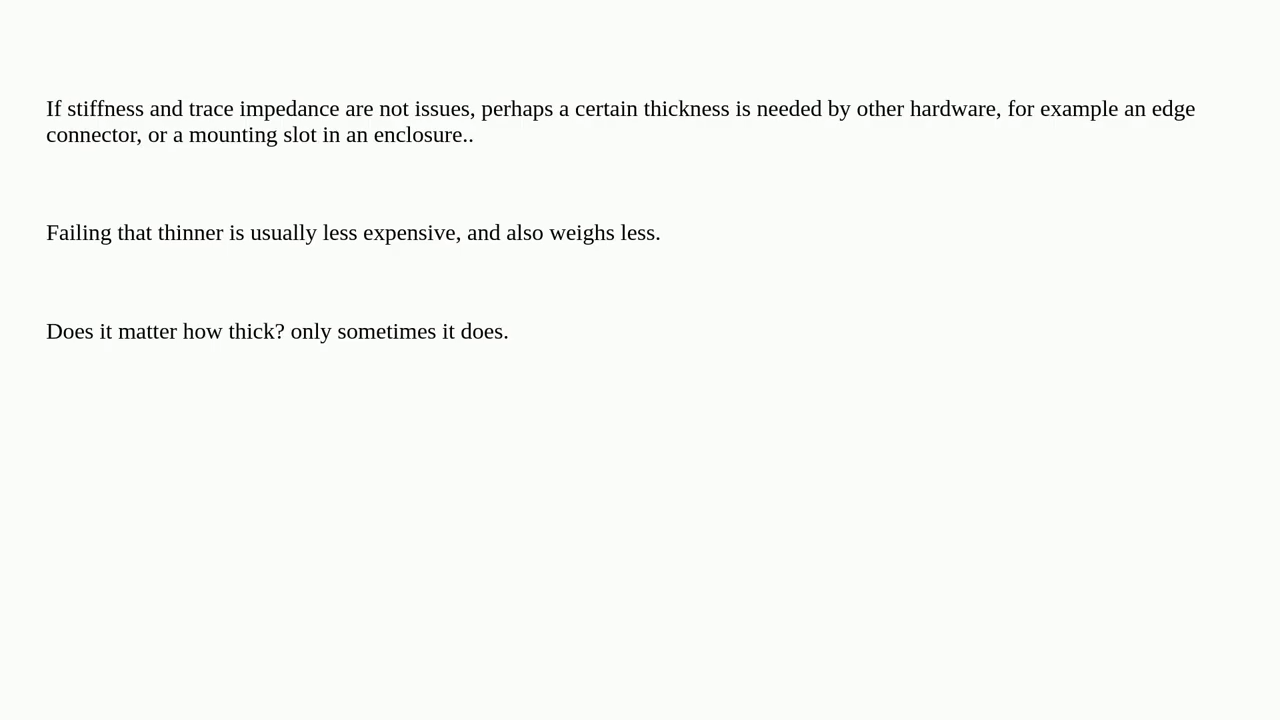 If stiffness and trace impedance are not issues, perhaps a certain thickness is needed by other hardware, for example an edge
connector, or a mounting slot in an enclosure..
Failing that thinner is usually less expensive, and also weighs less.
Does it matter how thick? only sometimes it does.